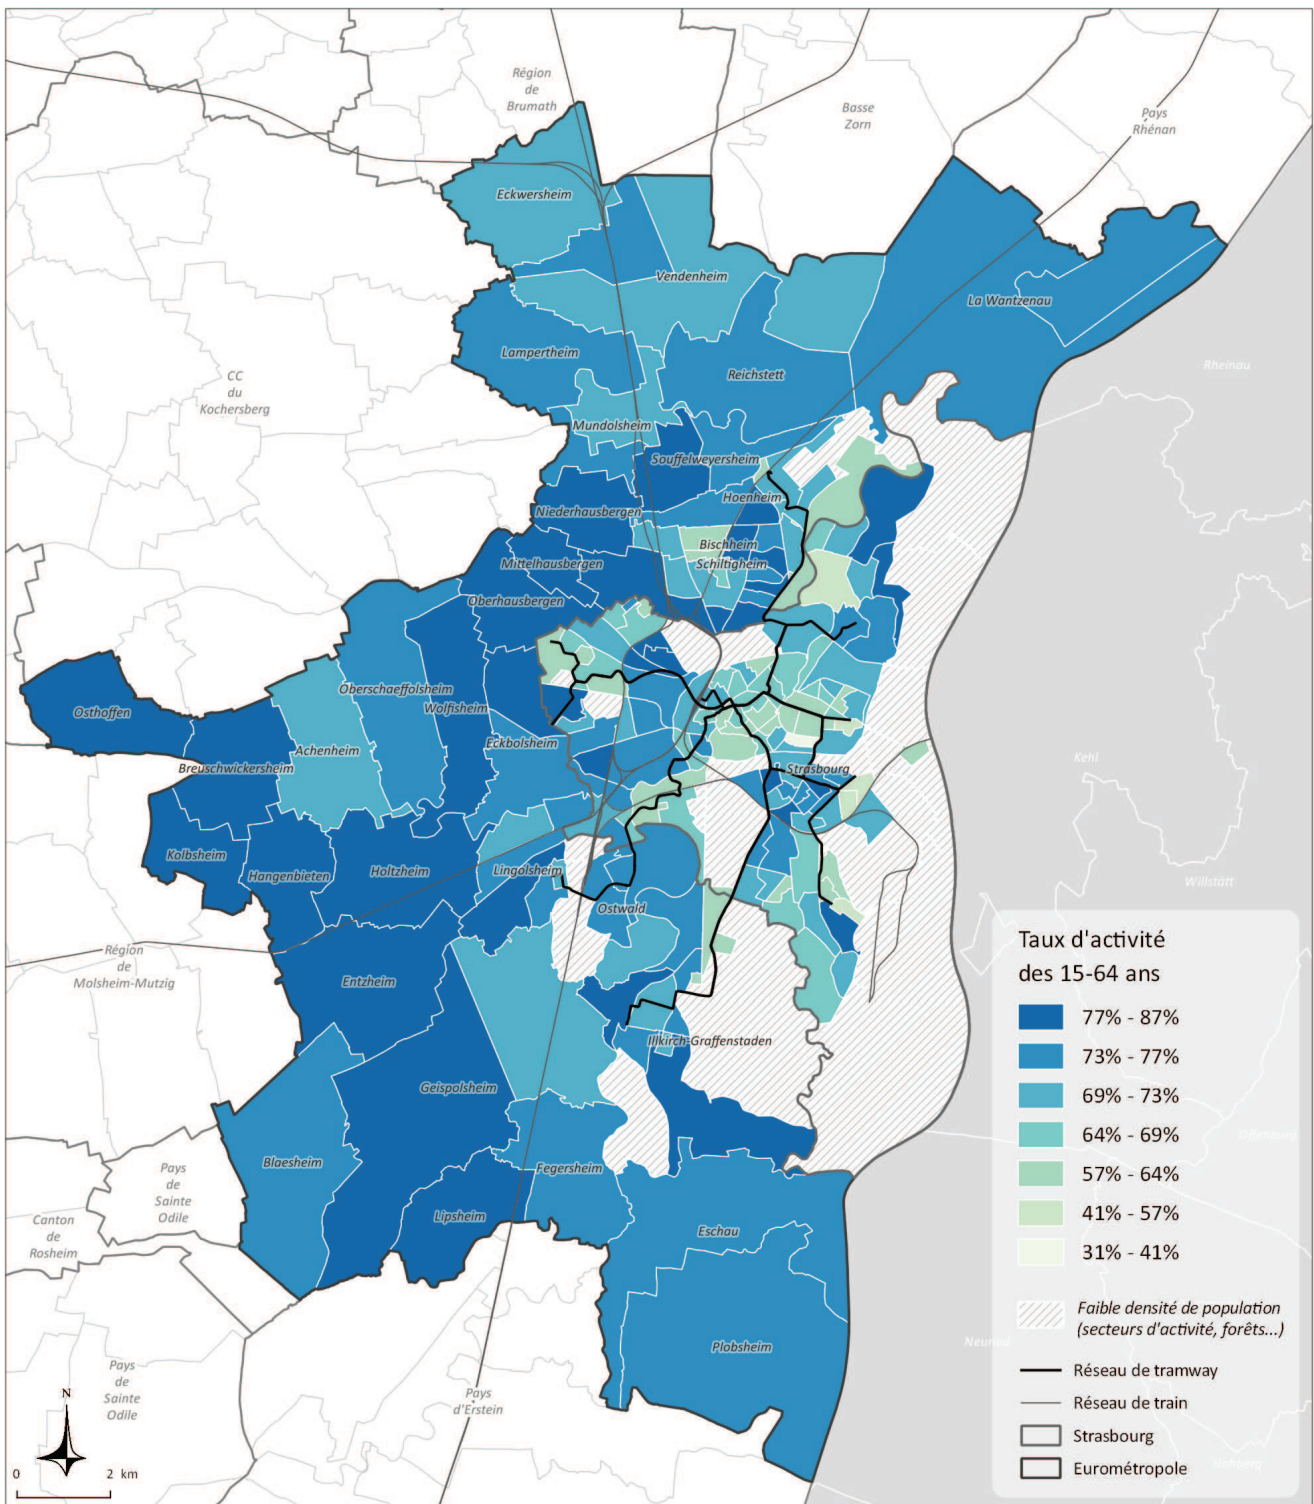 Région
de
Brumath
Basse
Zorn
Pays
Rhénan
Eckwersheim
Vendenheim
La Wantzenau
Lampertheim
Reichstett
Rheinau
CC
du
Kochersberg
Mundolsheim
Souffelweyersheim
Hoenheim
Niederhausbergen
Bischheim
Mittelhausbergen
Schiltigheim
Oberhausbergen
Oberschaeffolsheim
Wolfisheim
Osthoffen
Eckbolsheim
Achenheim
Breuschwickersheim
Strasbourg
Kehl
Kolbsheim
Hangenbieten
Holtzheim
Lingolsheim
Willstätt
Ostwald
Région
de
Molsheim-Mutzig
Entzheim
Illkirch-Graffenstaden
Geispolsheim
Blaesheim
Fegersheim
Offenburg
Pays
de
Sainte
Odile
Canton
de
Rosheim
Lipsheim
Eschau
Plobsheim
Pays
de
Sainte
Odile
Pays
d'Erstein
N
0 2 km
Taux d'activité
des 15-64 ans
77% - 87%
73% - 77%
69% - 73%
64% - 69%
57% - 64%
41% - 57%
31% - 41%
Faible densité de population
(secteurs d'activité, forêts...)
Réseau de tramway
Réseau de train
Strasbourg
Eurométropole